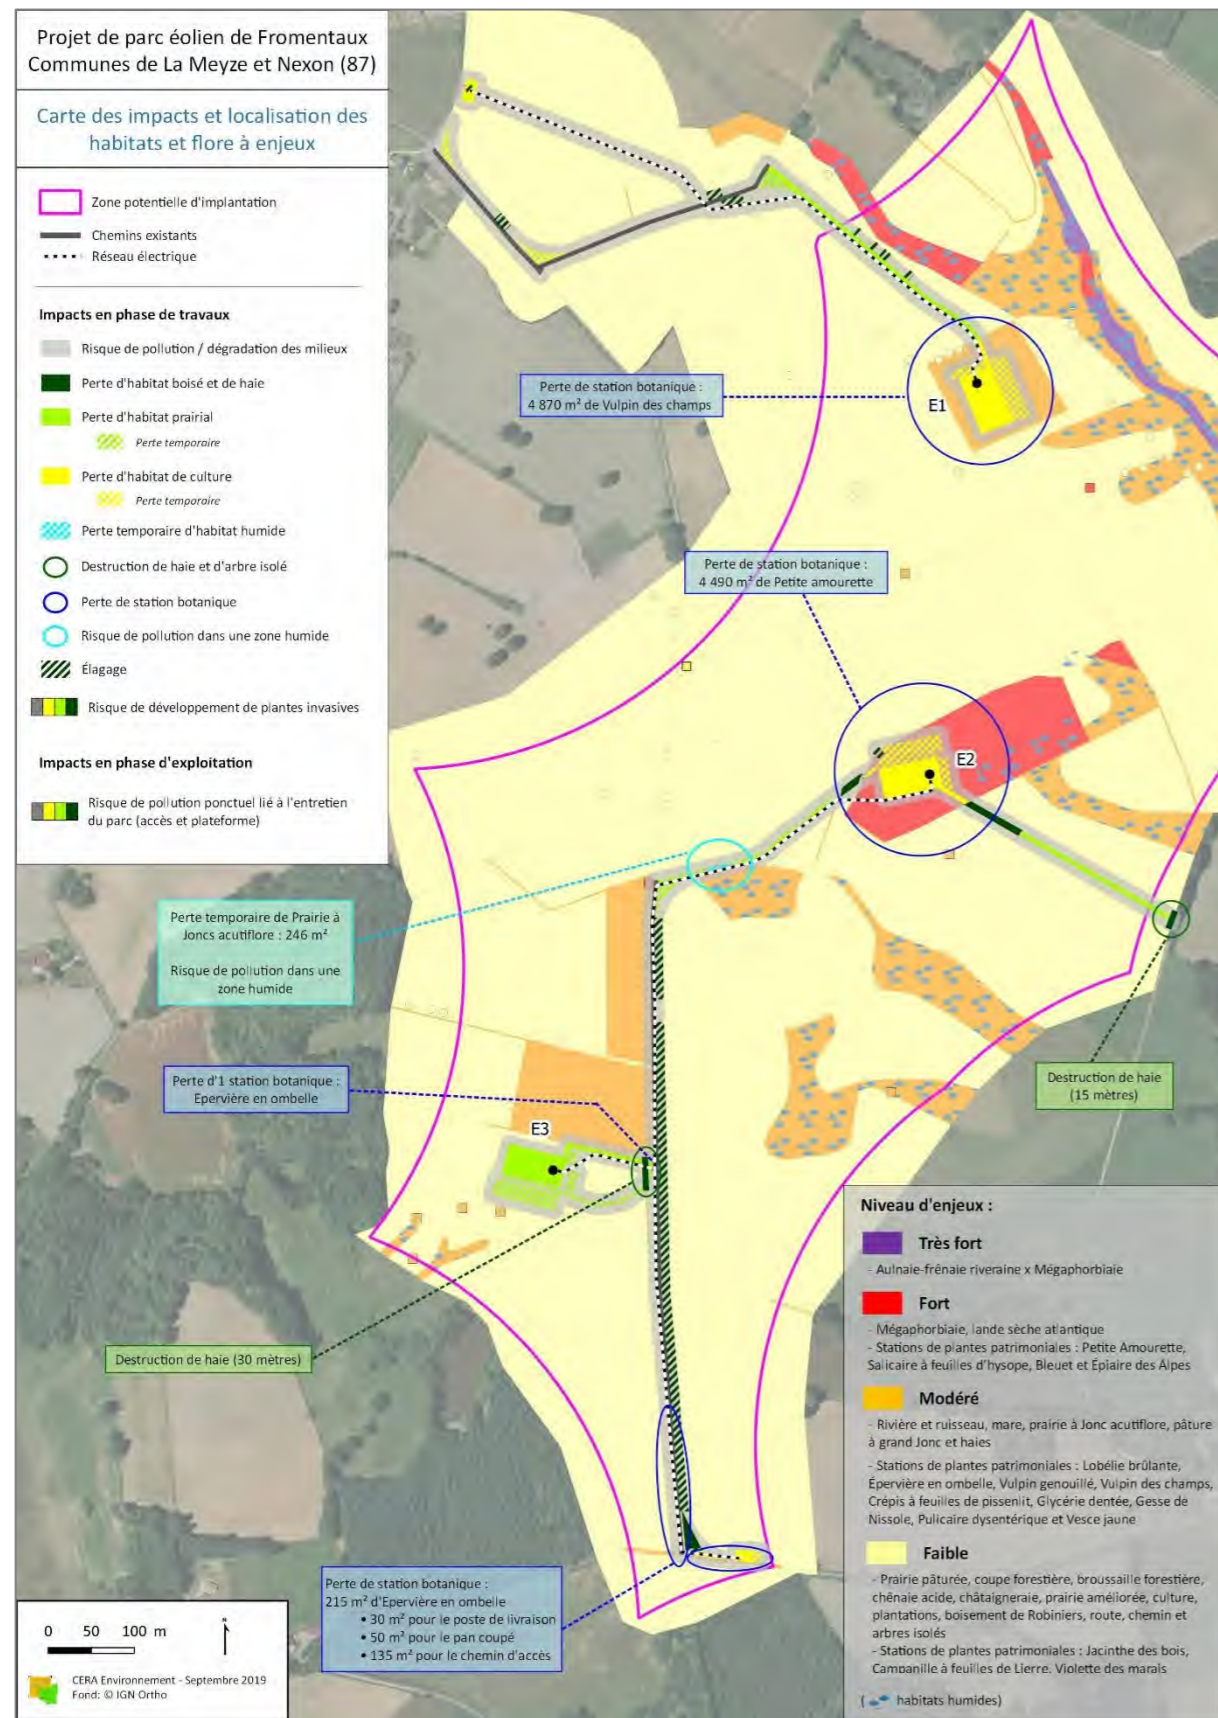 Projet de parc éolien de Fromentaux
Communes de La Meyze et Nexon (87)
Carte des impacts et localisation des
habitats et flore à enjeux
Zone potentielle d'implantation
Chemins existants
Réseau électrique
Impacts en phase de travaux
Risque de pollution / dégradation des milieux
Perte d'habitat boisé et de haie
Perte d'habitat prairial
Perte temporaire
Perte d'habitat de culture
Perte temporaire
Perte temporaire d'habitat humide
Destruction de haie et d'arbre isolé
Perte de station botanique
Risque de pollution dans une zone humide
Élagage
Risque de développement de plantes invasives
Impacts en phase d'exploitation
Risque de pollution ponctuel lié à l'entretien
du parc (accès et plateforme)
Perte de station botanique :
4 870 m² de Vulpin des champs
E1
Perte de station botanique :
4 490 m² de Petite amourette
E2
Perte temporaire de Prairie à
Joncs acutiflore : 246 m²
Risque de pollution dans une
zone humide
Perte d'1 station botanique :
Epervière en ombelle
E3
Destruction de haie
(15 mètres)
Destruction de haie (30 mètres)
Perte de station botanique :
215 m² d'Epervière en ombelle
• 30 m² pour le poste de livraison
• 50 m² pour le pan coupé
• 135 m² pour le chemin d'accès
Niveau d'enjeux :
Très fort
- Aulnaie-frênaie riveraine x Mégaphorbiaie
Fort
- Mégaphorbiaie, lande sèche atlantique
- Stations de plantes patrimoniales : Petite Amourette,
Salicaire à feuilles d'hysope, Bleuet et Épiaire des Alpes
Modéré
- Rivière et ruisseau, mare, prairie à Jonc acutiflore, pâture
à grand Jonc et haies
- Stations de plantes patrimoniales : Lobélie brûlante,
Épervière en ombelle, Vulpin genouillé, Vulpin des champs,
Crépis à feuilles de pissenlit, Glycérie dentée, Gesse de
Nissole, Pulicaire dysentérique et Vesce jaune
Faible
- Prairie pâturée, coupe forestière, broussaille forestière,
chênaie acide, châtaigneraie, prairie améliorée, culture,
plantations, boisement de Robiniers, route, chemin et
arbres isolés
- Stations de plantes patrimoniales : Jacinthe des bois,
Campanille à feuilles de Lierre. Violette des marais
( habitats humides)
0 50 100 m
N
CERA Environnement - Septembre 2019
Fond: © IGN Ortho